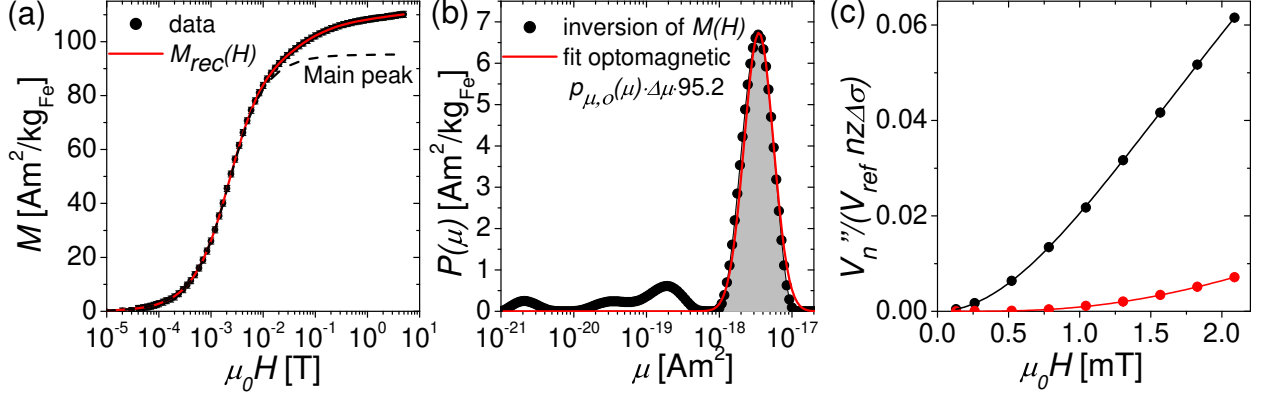 (a)
data
M_rec(H)
Main peak
M [Am²/kg_Fe]
0
20
40
60
80
100
10⁻⁵ 10⁻⁴ 10⁻³ 10⁻² 10⁻¹ 10⁰ 10¹
μ₀H [T]
(b)
inversion of M(H)
fit optomagnetic
p_μ,o(μ)·Δμ·95.2
P(μ) [Am²/kg_Fe]
7
6
5
4
3
2
1
0
10⁻²¹ 10⁻²⁰ 10⁻¹⁹ 10⁻¹⁸ 10⁻¹⁷
μ [Am²]
(c)
V_n''/(V_ref nzΔσ)
0.06
0.04
0.02
0.00
0.0 0.5 1.0 1.5 2.0
μ₀H [mT]